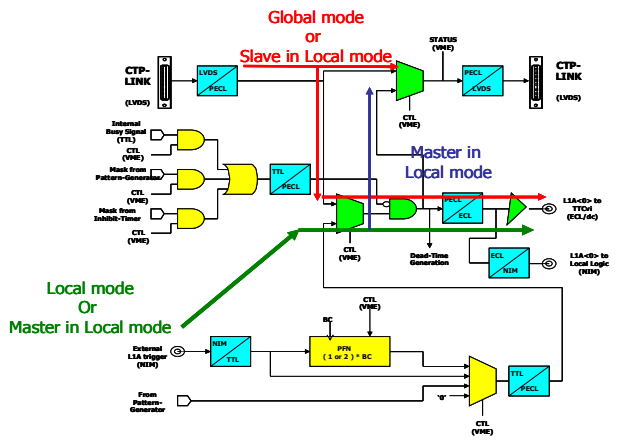 Global mode
or
Slave in Local mode
STATUS
(VME)
CTP-
LINK
(LVDS)
LVDS
PECL
PECL
LVDS
CTP-
LINK
(LVDS)
CTL
(VME)
Internal
Busy Signal
(TTL)
CTL
(VME)
Mask from
Pattern-Generator
CTL
(VME)
Mask from
Inhibit-Timer
CTL
(VME)
TTL
PECL
Master in
Local mode
PECL
ECL
L1A<0> to
TTCvi
(ECL/dc)
CTL
(VME)
Dead-Time
Generation
ECL
NIM
L1A<0> to
Local Logic
(NIM)
Local mode
Or
Master in Local mode
CTL
(VME)
BC
External
L1A trigger
(NIM)
NIM
TTL
PFN
( 1 or 2 ) * BC
TTL
PECL
From
Pattern-
Generator
'0'
CTL
(VME)